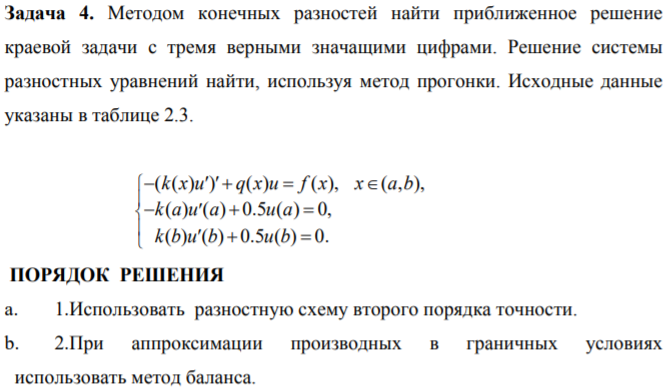 Задача 4. Методом конечных разностей найти приближенное решение
краевой задачи с тремя верными значащими цифрами. Решение системы
разностных уравнений найти, используя метод прогонки. Исходные данные
указаны в таблице 2.3.
−(k(x)u′)′ + q(x)u = f(x), x∈(a,b),
−k(a)u′(a) + 0.5u(a) = 0,
k(b)u′(b) + 0.5u(b) = 0.
ПОРЯДОК РЕШЕНИЯ
a. 1.Использовать разностную схему второго порядка точности.
b. 2.При аппроксимации производных в граничных условиях
использовать метод баланса.